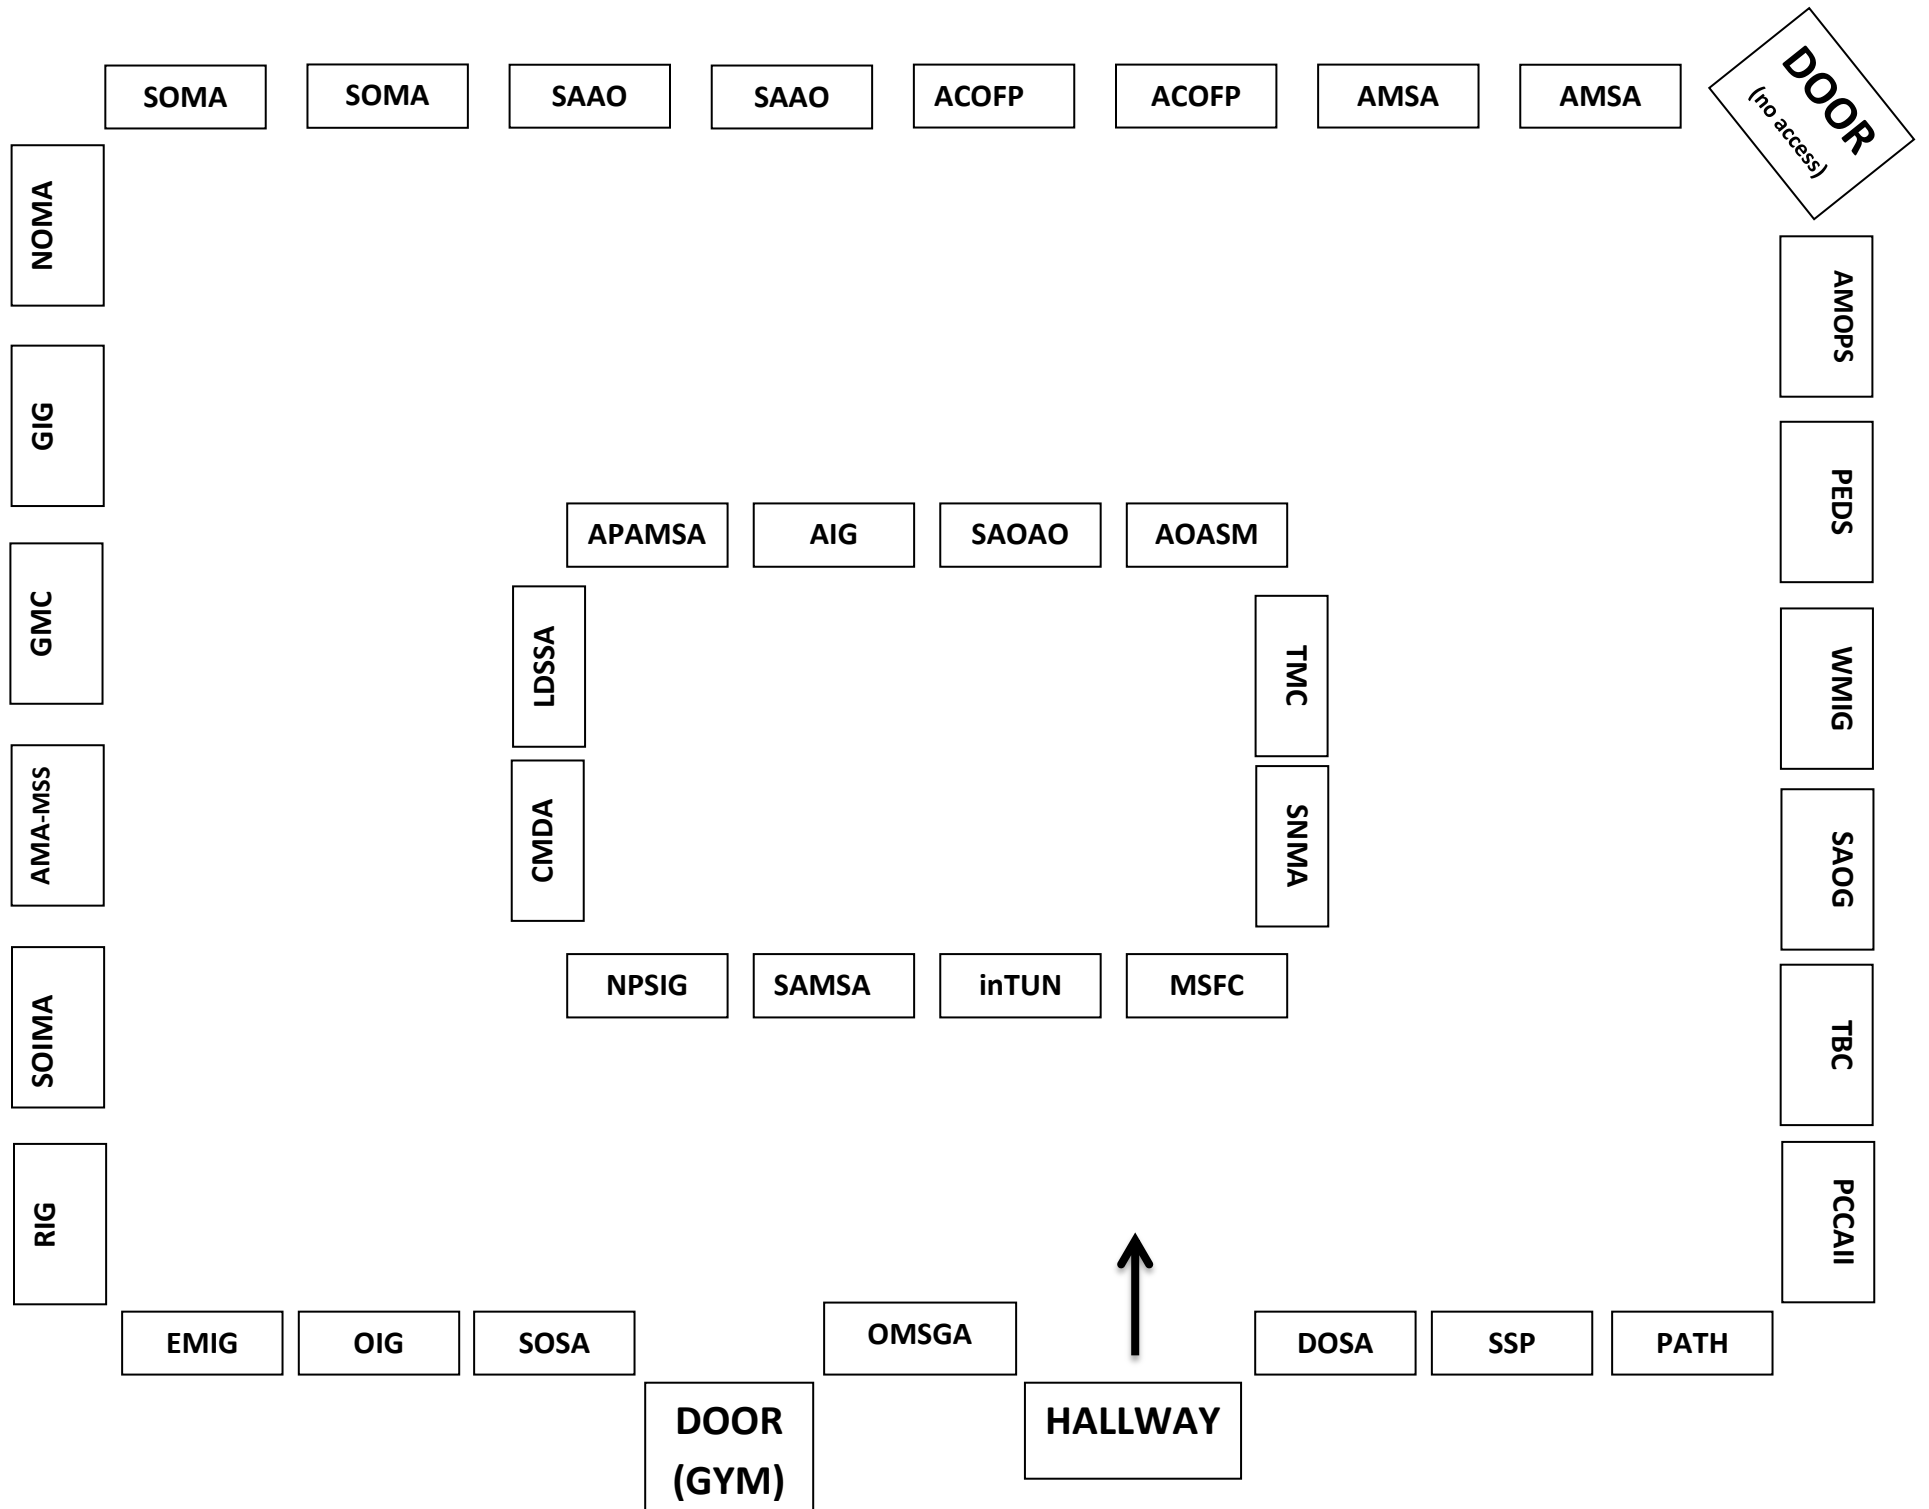 SOMA
SOMA
SAAO
SAAO
ACOFP
ACOFP
AMSA
AMSA
DOOR
(no access)
NOMA
GIG
GMC
AMA-MSS
SOIMA
RIG
APAMSA
AIG
SAOAO
AOASM
LDSSA
CMDA
TMC
SNMA
NPSIG
SAMSA
inTUN
MSFC
AMOPS
PEDS
WMIG
SAOG
TBC
PCCAII
EMIG
OIG
SOSA
OMSGA
DOSA
SSP
PATH
DOOR
(GYM)
HALLWAY